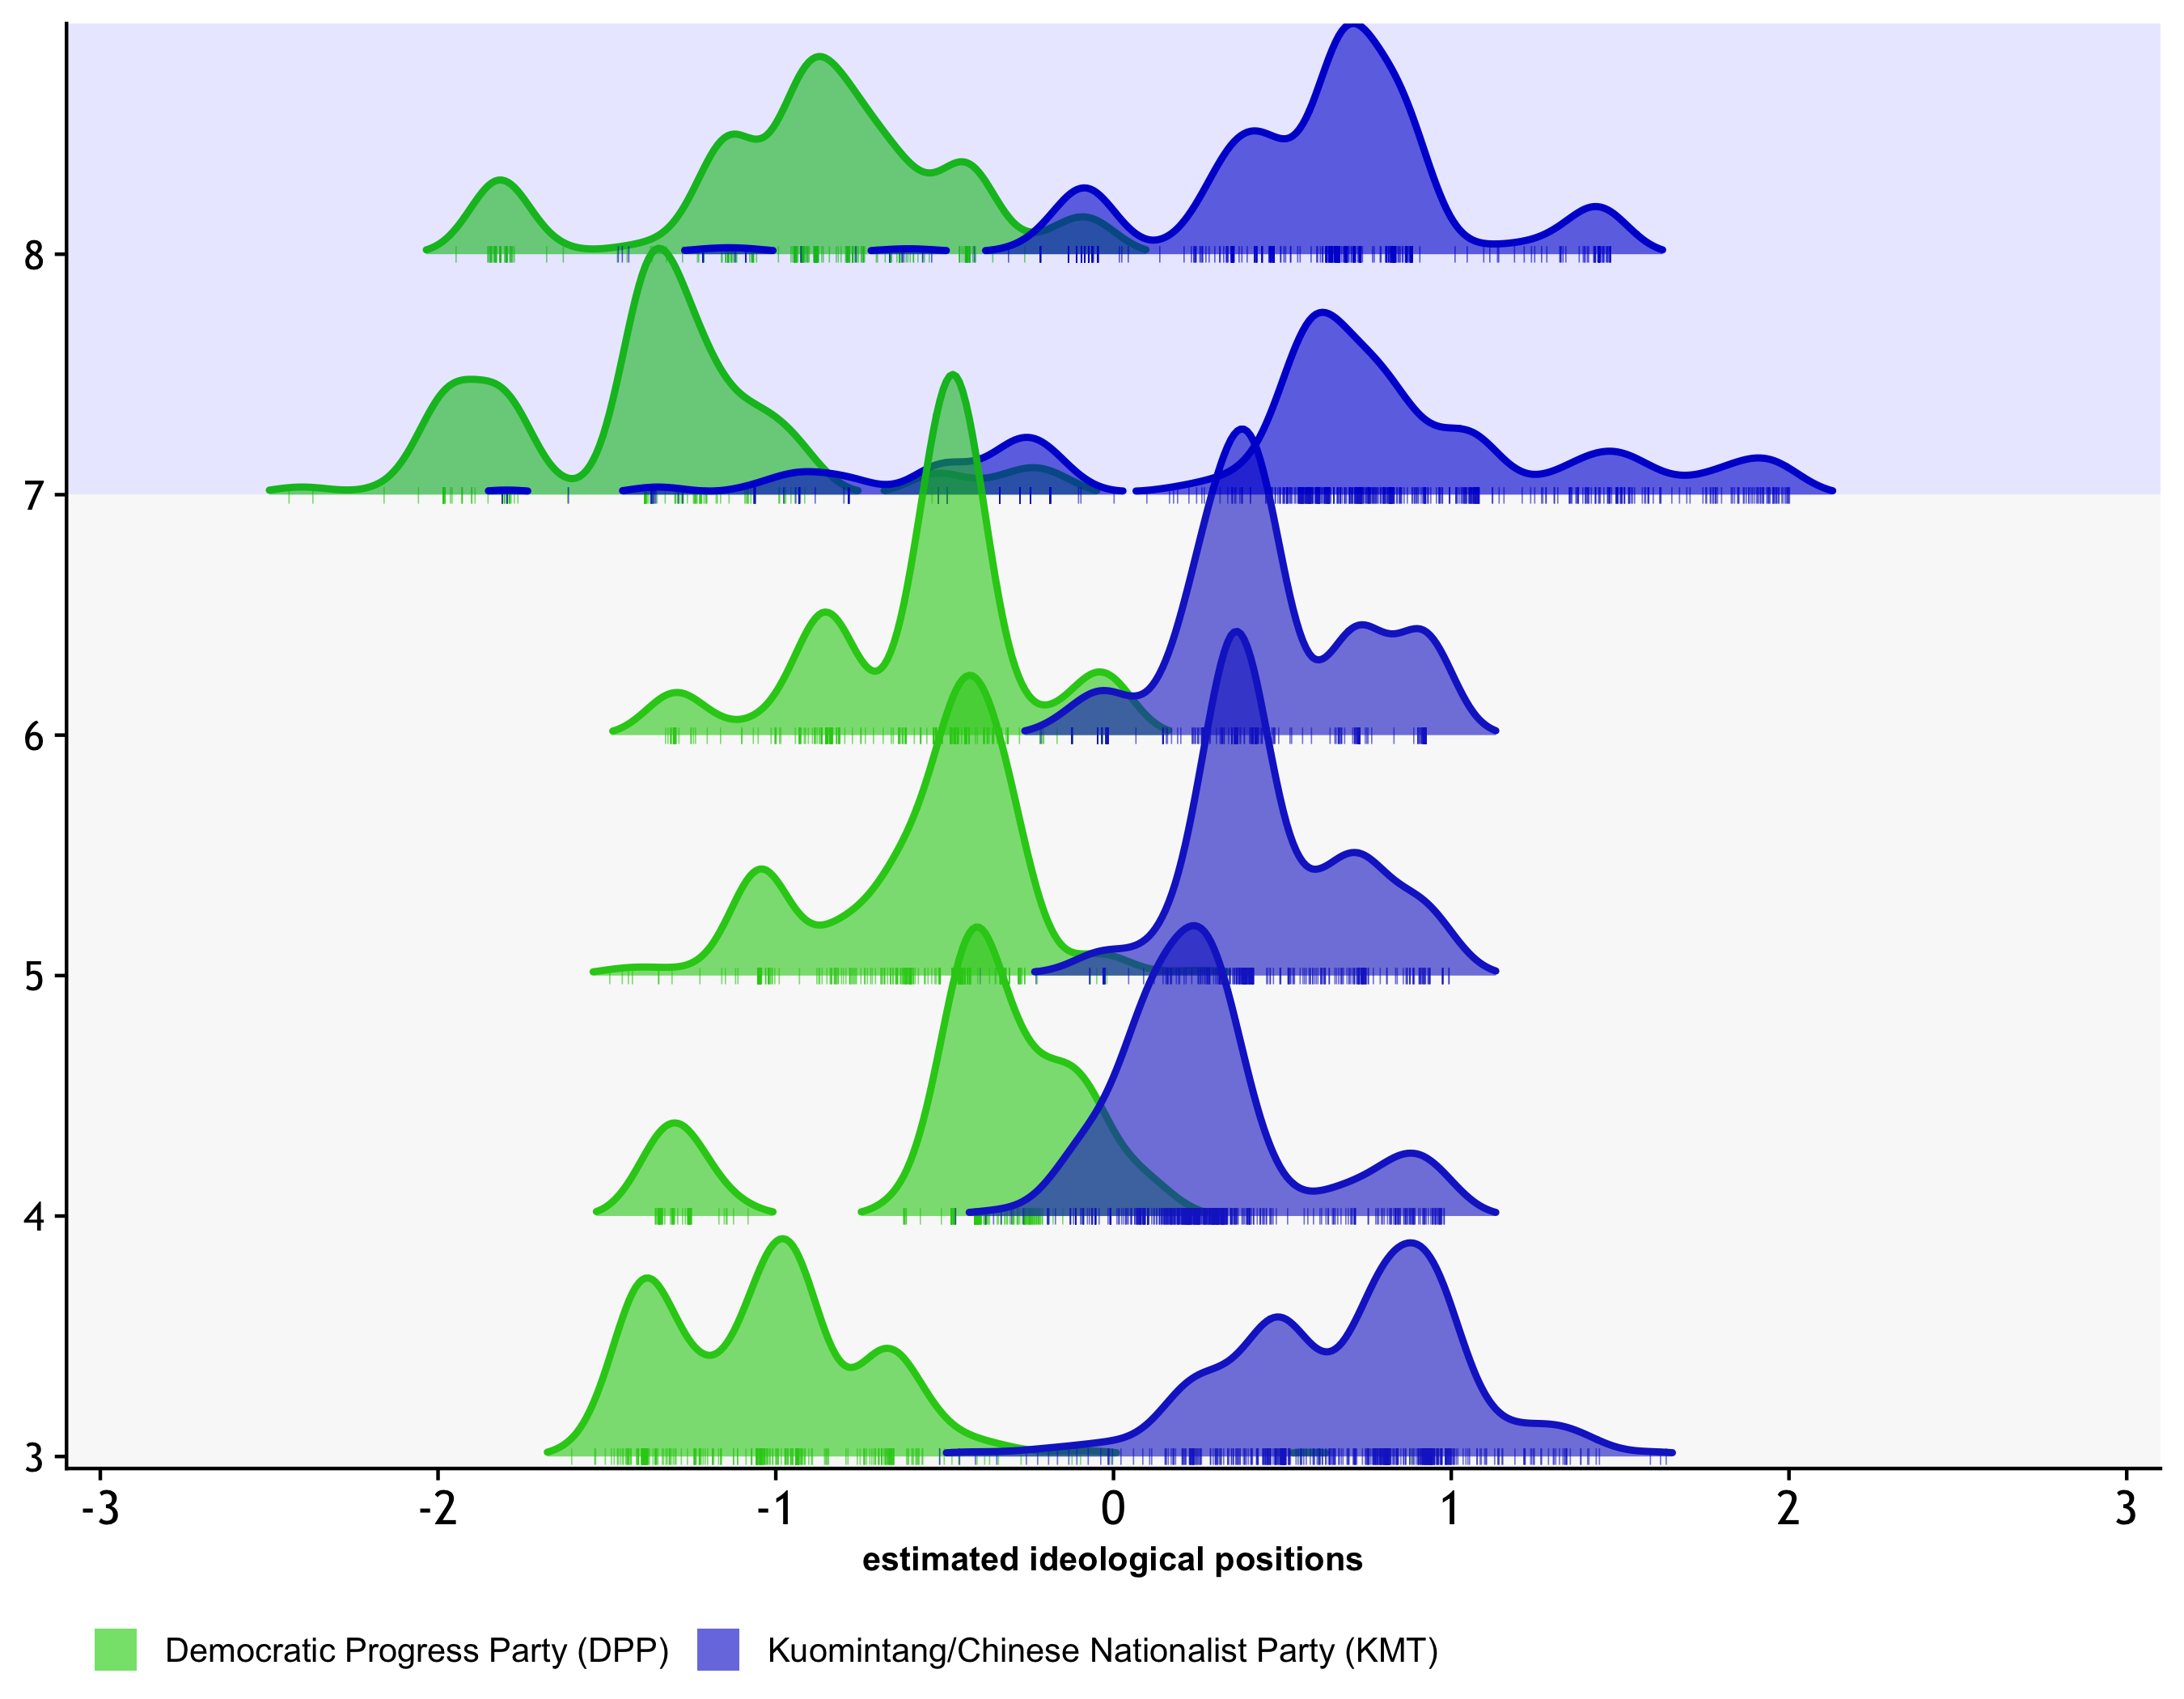 8
7
6
5
4
3
-3 -2 -1 0 1 2 3
estimated ideological positions
Democratic Progress Party (DPP) Kuomintang/Chinese Nationalist Party (KMT)